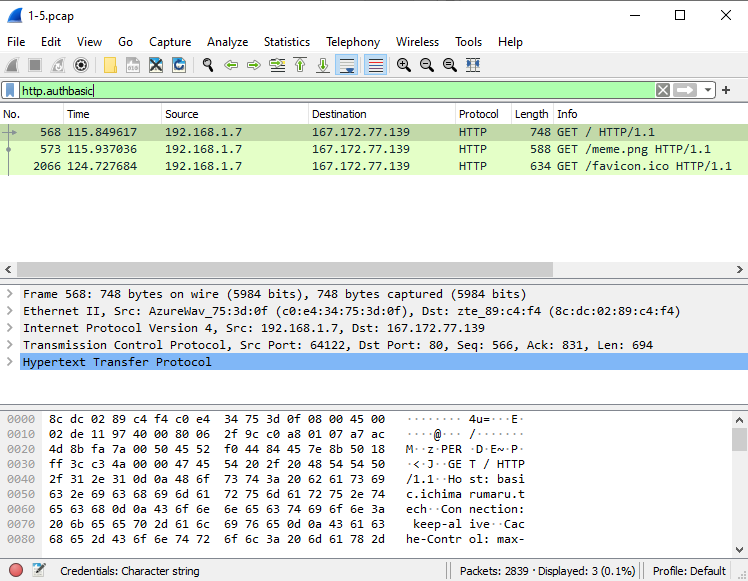 1-5.pcap
File Edit View Go Capture Analyze Statistics Telephony Wireless Tools Help
http.authbasic
No. Time Source Destination Protocol Length Info
568 115.849617 192.168.1.7 167.172.77.139 HTTP 748 GET / HTTP/1.1
573 115.937036 192.168.1.7 167.172.77.139 HTTP 588 GET /meme.png HTTP/1.1
2066 124.727684 192.168.1.7 167.172.77.139 HTTP 634 GET /favicon.ico HTTP/1.1
Frame 568: 748 bytes on wire (5984 bits), 748 bytes captured (5984 bits)
Ethernet II, Src: AzureWav_75:3d:0f (c0:e4:34:75:3d:0f), Dst: zte_89:c4:f4 (8c:dc:02:89:c4:f4)
Internet Protocol Version 4, Src: 192.168.1.7, Dst: 167.172.77.139
Transmission Control Protocol, Src Port: 64122, Dst Port: 80, Seq: 566, Ack: 831, Len: 694
Hypertext Transfer Protocol
0000 8c dc 02 89 c4 f4 c0 e4 34 75 3d 0f 08 00 45 00 ········ 4u=···E·
0010 02 de 11 97 40 00 80 06 2f 9c c0 a8 01 07 a7 ac ····@··· /·······
0020 4d 8b fa 7a 00 50 45 52 f0 44 84 45 7e 8b 50 18 M··z·PER ·D·E~·P·
0030 ff 3c c3 4a 00 00 47 45 54 20 2f 20 48 54 54 50 ·<·J··GE T / HTTP
0040 2f 31 2e 31 0d 0a 48 6f 73 74 3a 20 62 61 73 69 /1.1··Ho st: basi
0050 63 2e 69 63 68 69 6d 61 72 75 6d 61 72 75 2e 74 c.ichima rumaru.t
0060 65 63 68 0d 0a 43 6f 6e 6e 65 63 74 69 6f 6e 3a ech··Con nection:
0070 20 6b 65 65 70 2d 61 6c 69 76 65 0d 0a 43 61 63 keep-al ive··Cac
0080 68 65 2d 43 6f 6e 74 72 6f 6c 3a 20 6d 61 78 2d he-Contr ol: max-
Credentials: Character string Packets: 2839 · Displayed: 3 (0.1%) Profile: Default